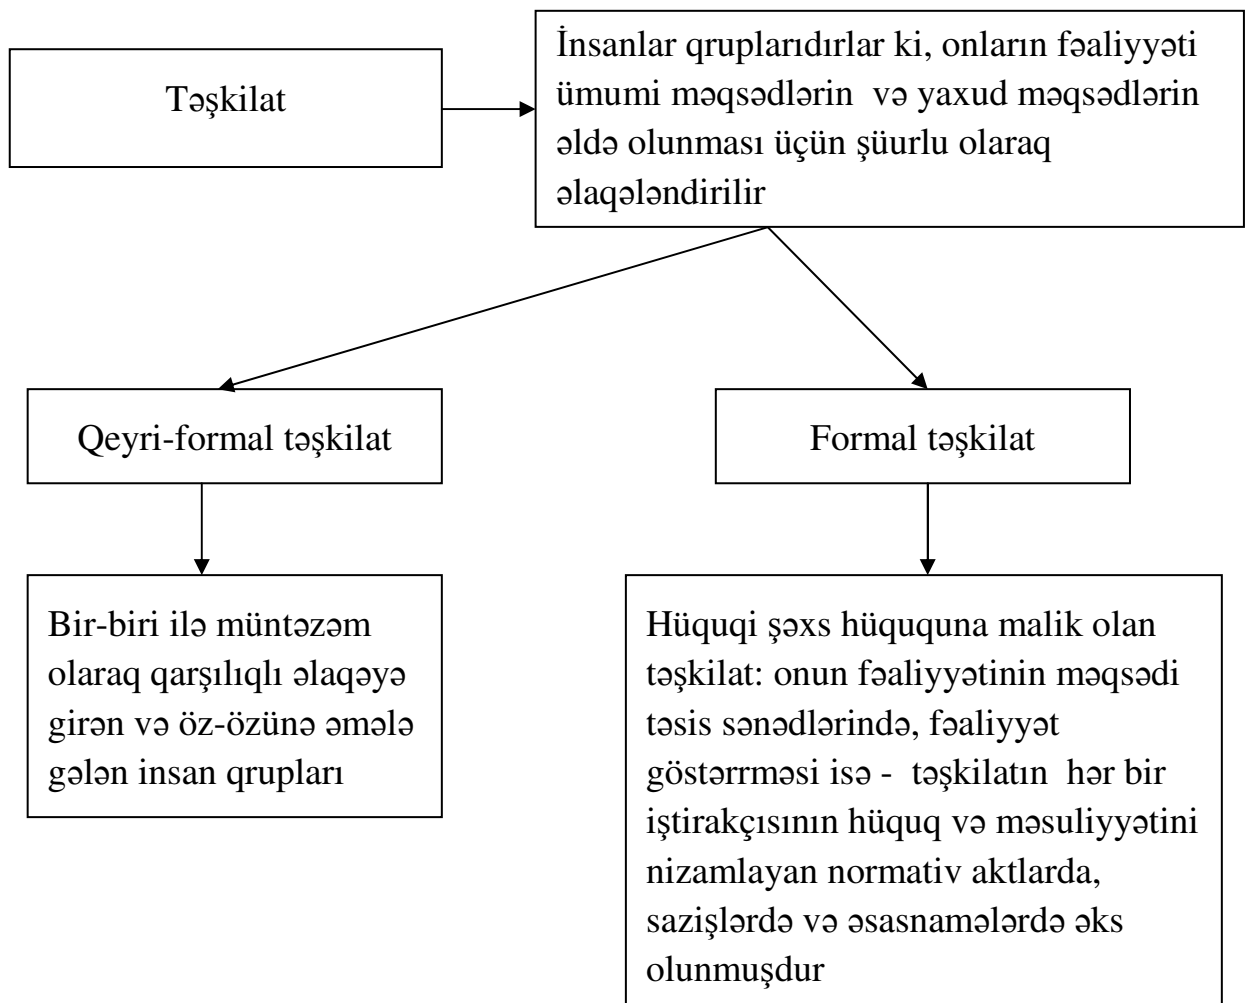 Təşkilat
İnsanlar qruplarıdırlar ki, onların fəaliyyəti
ümumi məqsədlərin və yaxud məqsədlərin
əldə olunması üçün şüurlu olaraq
əlaqələndirilir
Qeyri-formal təşkilat
Formal təşkilat
Bir-biri ilə müntəzəm
olaraq qarşılıqlı əlaqəyə
girən və öz-özünə əmələ
gələn insan qrupları
Hüquqi şəxs hüququna malik olan
təşkilat: onun fəaliyyətinin məqsədi
təsis sənədlərində, fəaliyyət
göstərrməsi isə - təşkilatın hər bir
iştirakçısının hüquq və məsuliyyətini
nizamlayan normativ aktlarda,
sazişlərdə və əsasnamələrdə əks
olunmuşdur